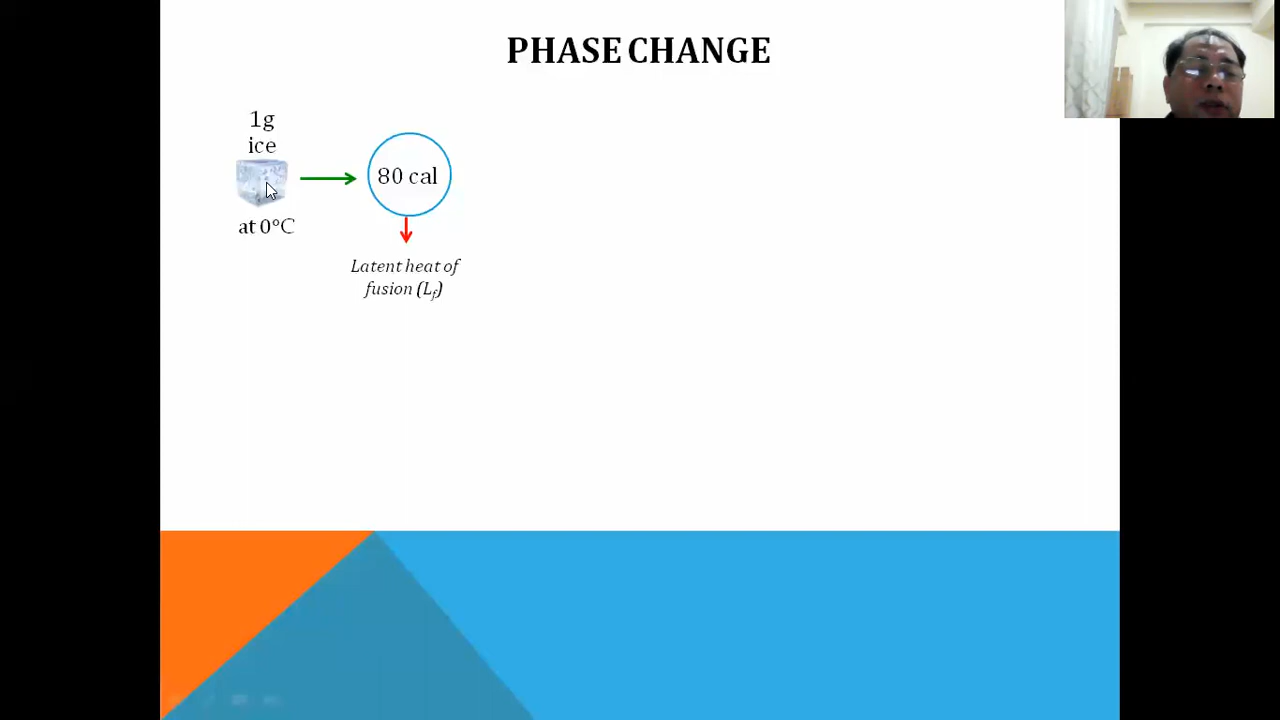 PHASE CHANGE
1g
ice
at 0°C
80 cal
Latent heat of
fusion (Lf)